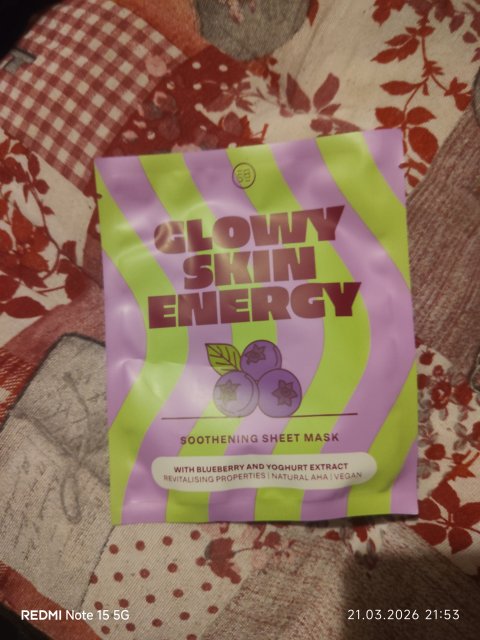 GLOWY
SKIN
ENERGY
SOOTHENING SHEET MASK
WITH BLUEBERRY AND YOGHURT EXTRACT
REVITALISING PROPERTIES | NATURAL AHA | VEGAN
REDMI Note 15 5G
21.03.2026 21:53